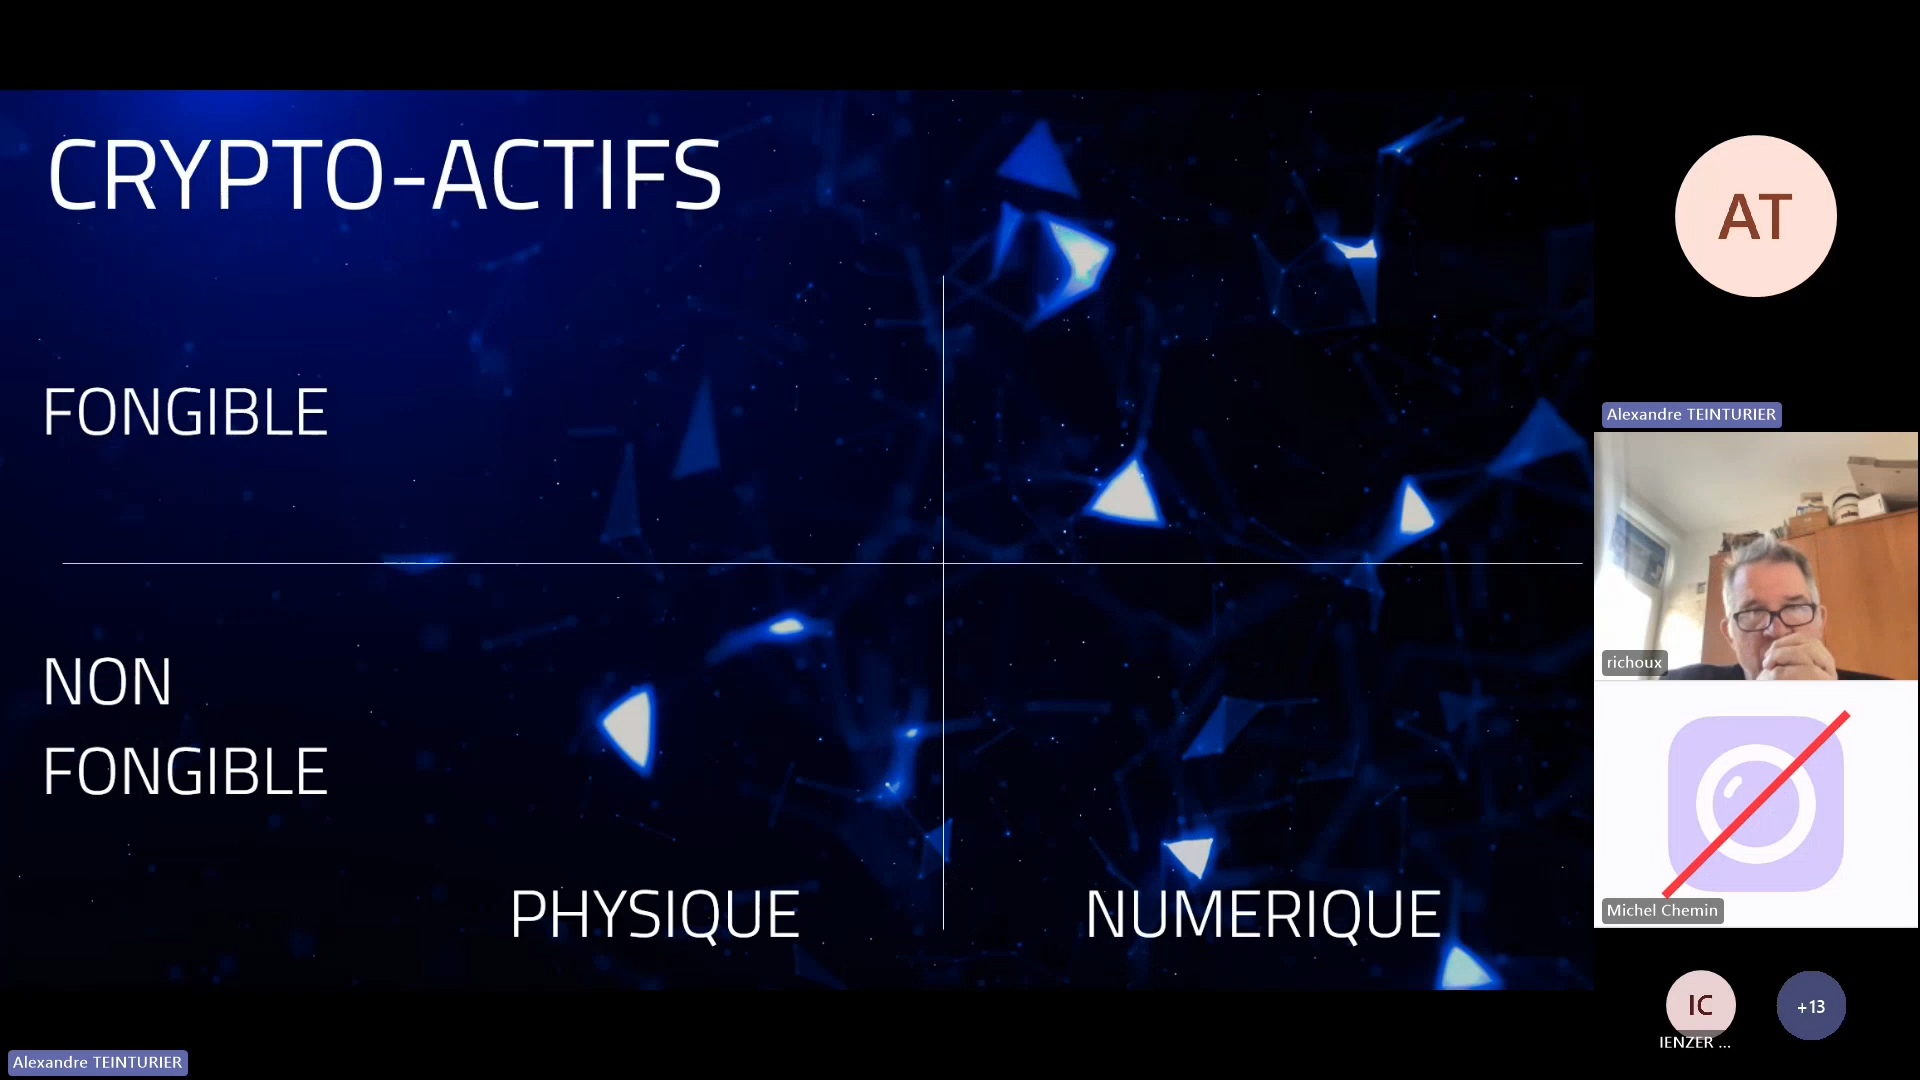 CRYPTO-ACTIFS
FONGIBLE
NON
FONGIBLE
PHYSIQUE
NUMERIQUE
Alexandre TEINTURIER
AT
Alexandre TEINTURIER
richoux
Michel Chemin
IC
IENZER ...
+13